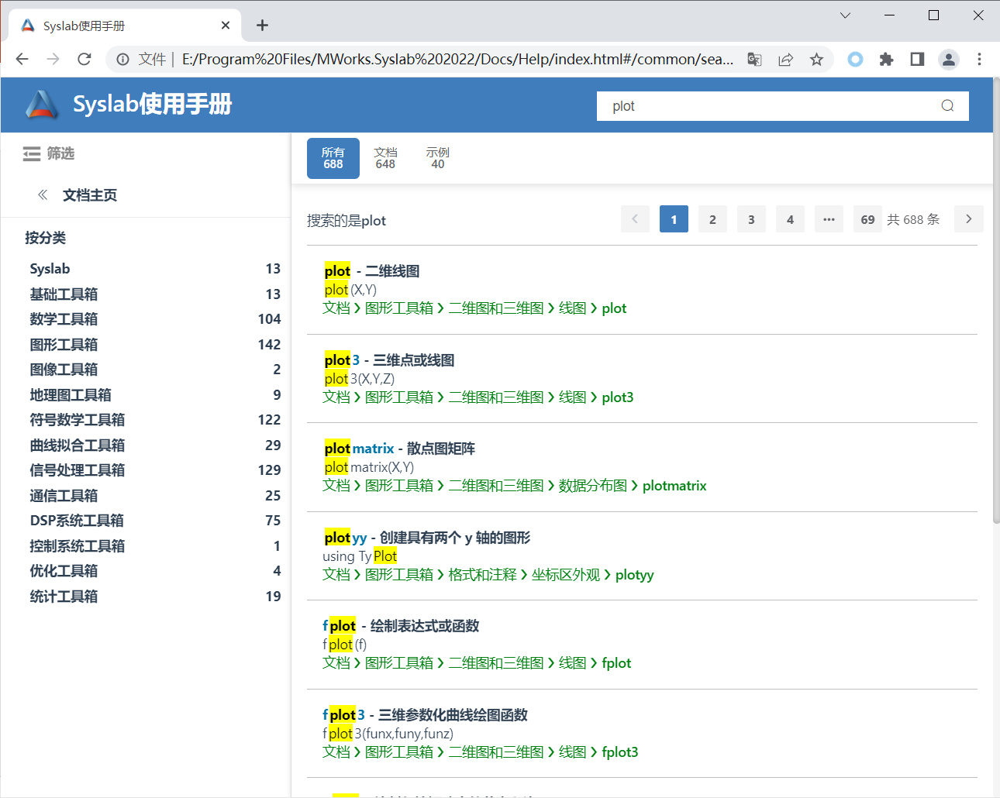 Syslab使用手册
文件 | E:/Program%20Files/MWorks.Syslab%202022/Docs/Help/index.html#/common/sea...
Syslab使用手册
plot
筛选
文档主页
按分类
Syslab 13
基础工具箱 13
数学工具箱 104
图形工具箱 142
图像工具箱 2
地理图工具箱 9
符号数学工具箱 122
曲线拟合工具箱 29
信号处理工具箱 129
通信工具箱 25
DSP系统工具箱 75
控制系统工具箱 1
优化工具箱 4
统计工具箱 19
所有 文档 示例
688 648 40
搜索的是plot
1 2 3 4 ··· 69 共 688 条
plot - 二维线图
plot(X,Y)
文档 > 图形工具箱 > 二维图和三维图 > 线图 > plot
plot3 - 三维点或线图
plot3(X,Y,Z)
文档 > 图形工具箱 > 二维图和三维图 > 线图 > plot3
plotmatrix - 散点图矩阵
plotmatrix(X,Y)
文档 > 图形工具箱 > 二维图和三维图 > 数据分布图 > plotmatrix
plotyy - 创建具有两个 y 轴的图形
using TyPlot
文档 > 图形工具箱 > 格式和注释 > 坐标区外观 > plotyy
fplot - 绘制表达式或函数
fplot(f)
文档 > 图形工具箱 > 二维图和三维图 > 线图 > fplot
fplot3 - 三维参数化曲线绘图函数
fplot3(funx,funy,funz)
文档 > 图形工具箱 > 二维图和三维图 > 线图 > fplot3